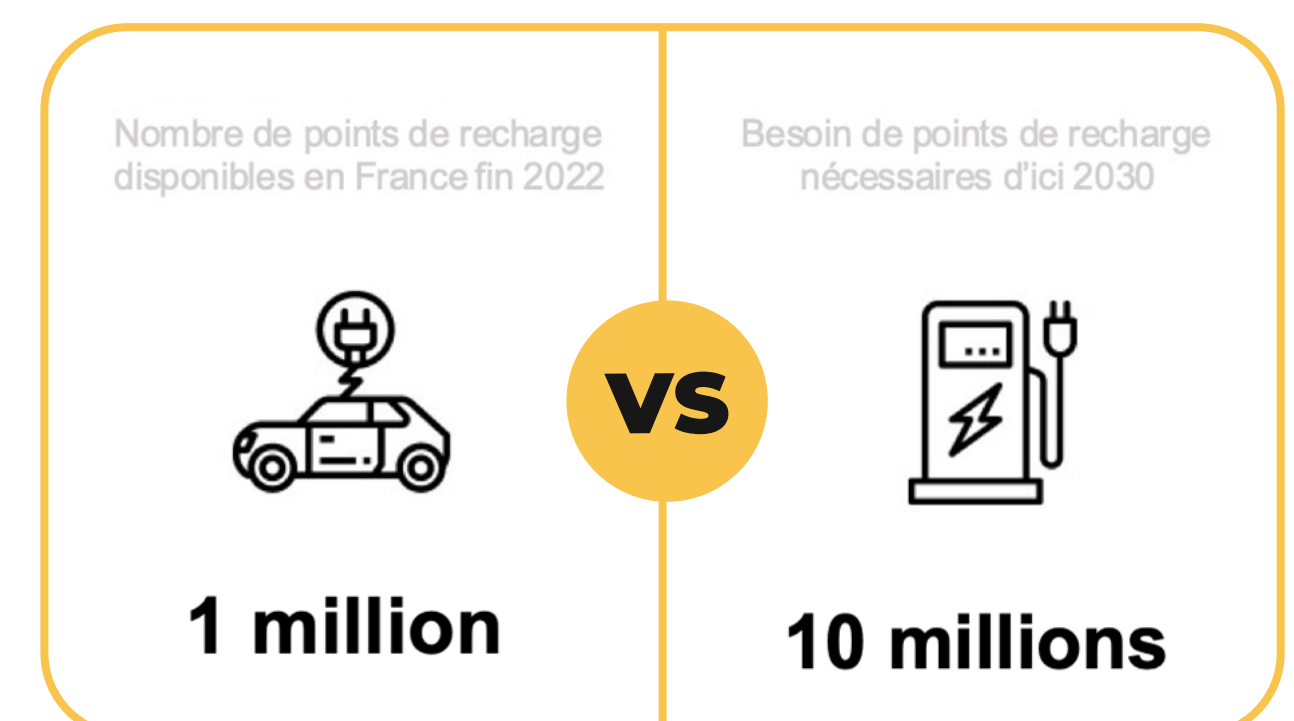 Nombre de points de recharge
disponibles en France fin 2022
1 million
VS
Besoin de points de recharge
nécessaires d'ici 2030
10 millions